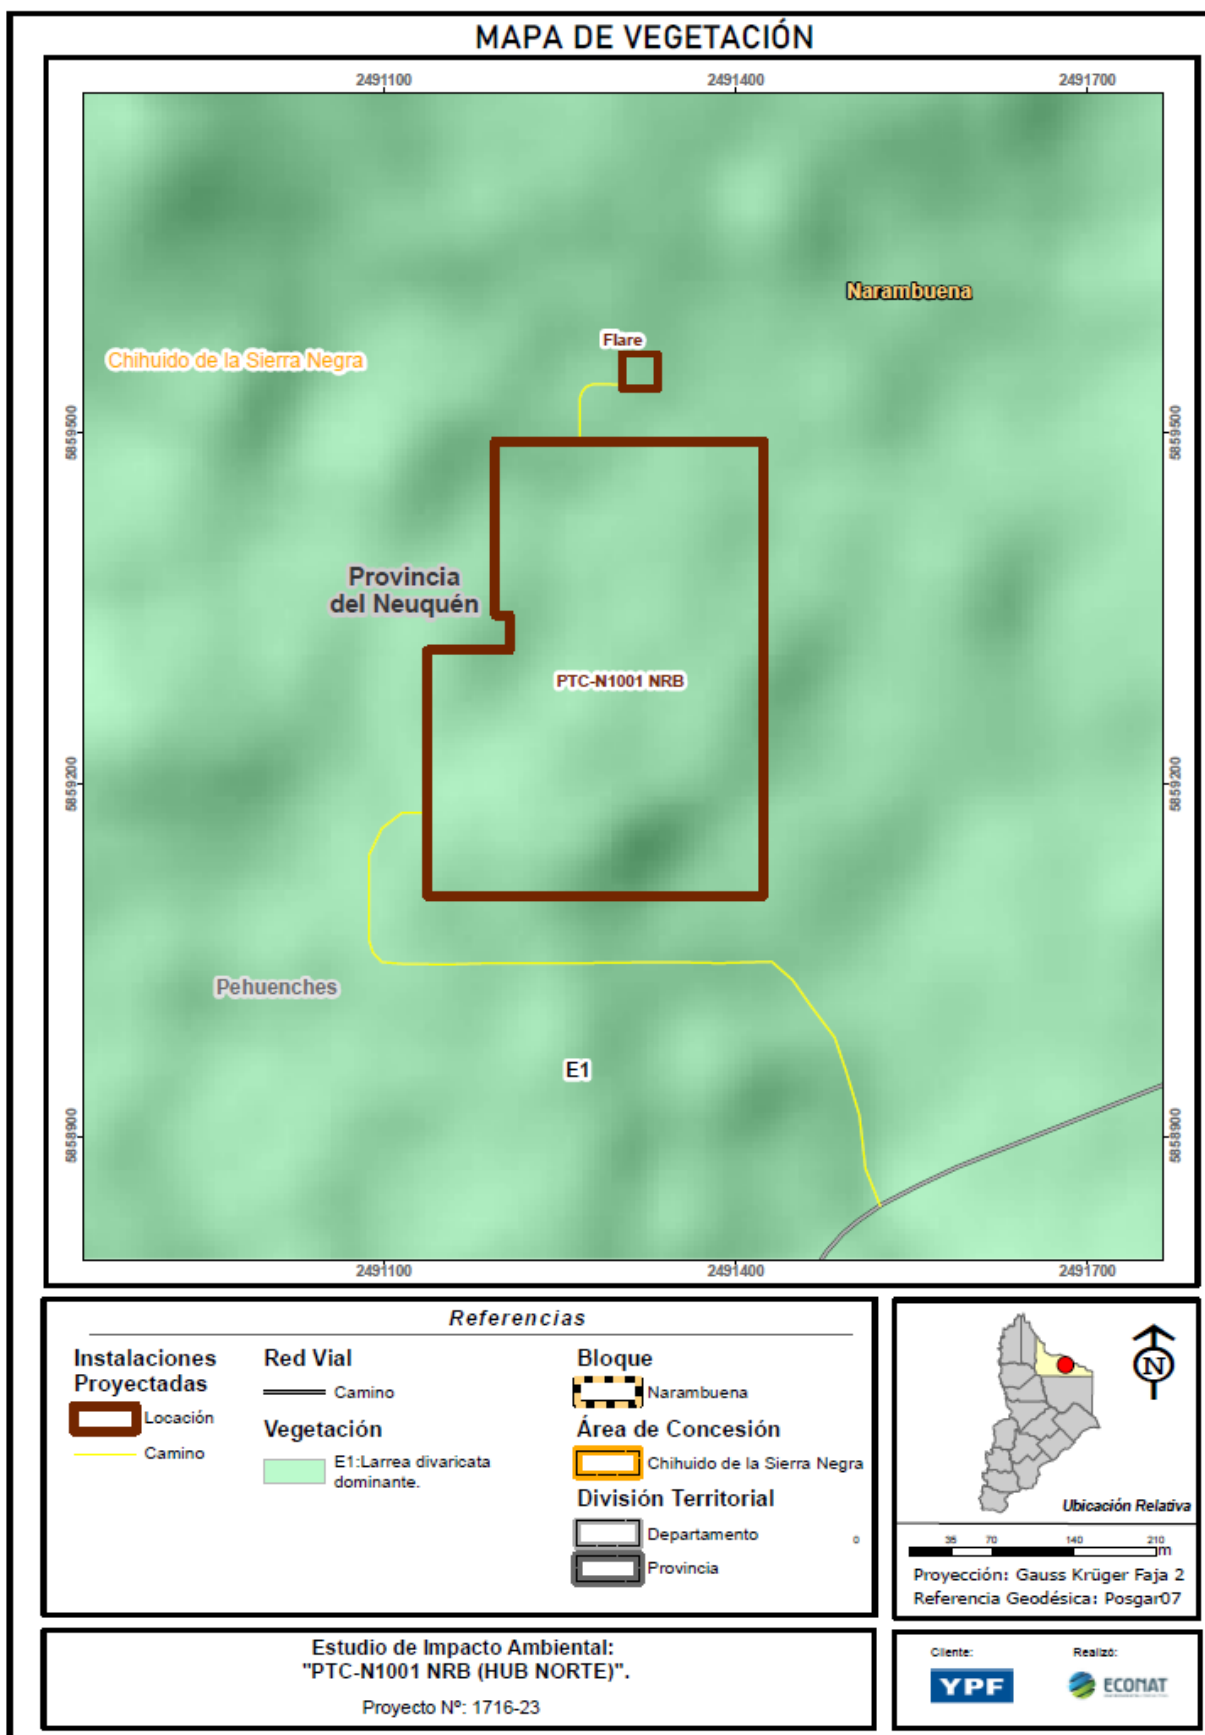 MAPA DE VEGETACIÓN
2491100 2491400 2491700
Narambuena
Flare
Chihuido de la Sierra Negra
5859500 5859500
Provincia
del Neuquén
PTC-N1001 NRB
5859200 5859200
Pehuenches
E1
5858900 5858900
2491100 2491400 2491700
Referencias
Instalaciones
Proyectadas
Locación
Camino
Red Vial
Camino
Vegetación
E1:Larrea divaricata
dominante.
Bloque
Narambuena
Área de Concesión
Chihuido de la Sierra Negra
División Territorial
Departamento
Provincia
N
Ubicación Relativa
0 35 70 140 210
m
Proyección: Gauss Krüger Faja 2
Referencia Geodésica: Posgar07
Estudio de Impacto Ambiental:
"PTC-N1001 NRB (HUB NORTE)".
Proyecto Nº: 1716-23
Cliente:
YPF
Realizó:
ECONAT